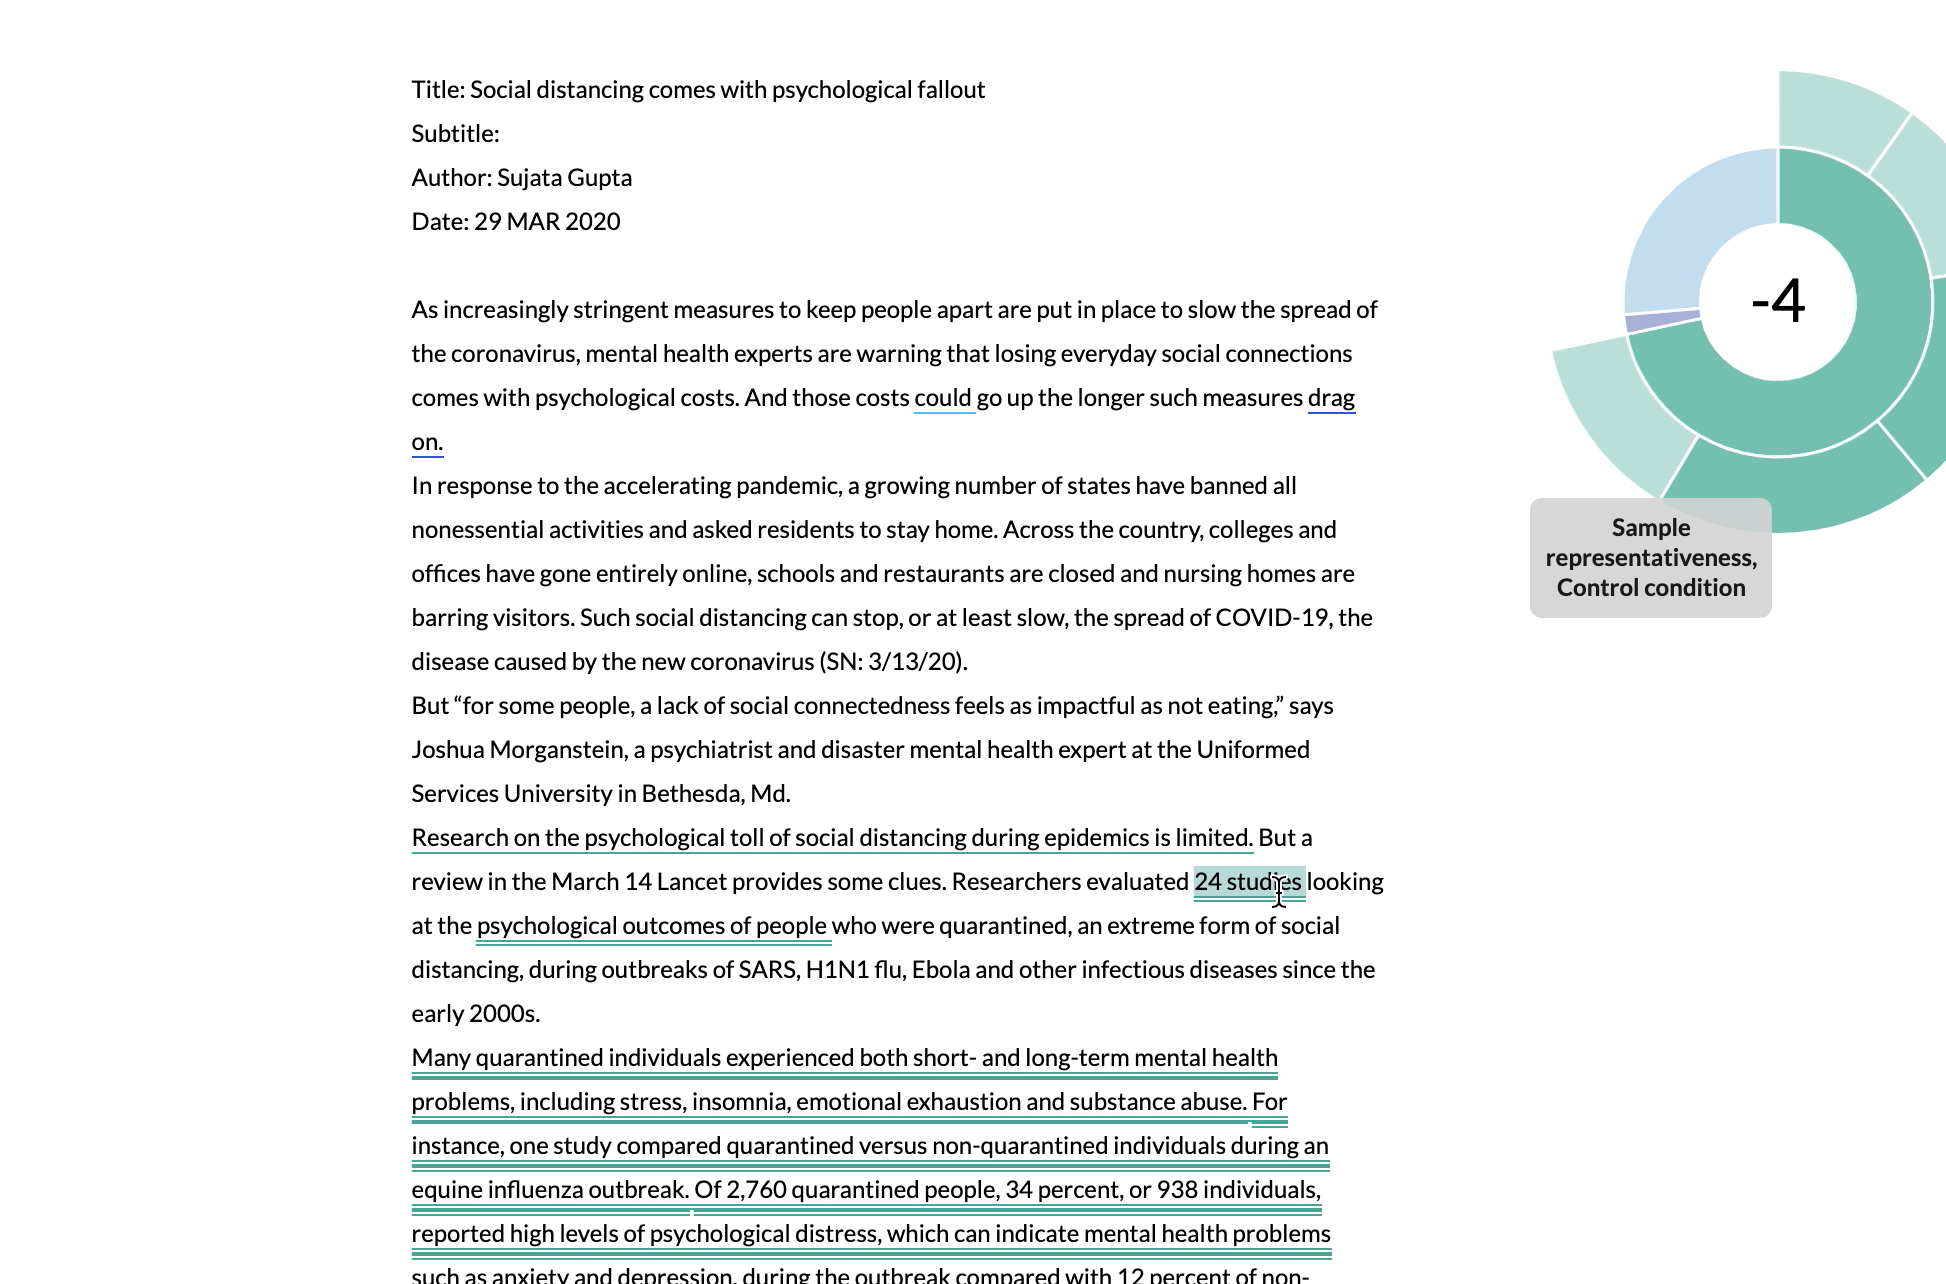 Title: Social distancing comes with psychological fallout
Subtitle:
Author: Sujata Gupta
Date: 29 MAR 2020
As increasingly stringent measures to keep people apart are put in place to slow the spread of
the coronavirus, mental health experts are warning that losing everyday social connections
comes with psychological costs. And those costs could go up the longer such measures drag
on.
In response to the accelerating pandemic, a growing number of states have banned all
nonessential activities and asked residents to stay home. Across the country, colleges and
offices have gone entirely online, schools and restaurants are closed and nursing homes are
barring visitors. Such social distancing can stop, or at least slow, the spread of COVID-19, the
disease caused by the new coronavirus (SN: 3/13/20).
But “for some people, a lack of social connectedness feels as impactful as not eating,” says
Joshua Morganstein, a psychiatrist and disaster mental health expert at the Uniformed
Services University in Bethesda, Md.
Research on the psychological toll of social distancing during epidemics is limited. But a
review in the March 14 Lancet provides some clues. Researchers evaluated 24 studies looking
at the psychological outcomes of people who were quarantined, an extreme form of social
distancing, during outbreaks of SARS, H1N1 flu, Ebola and other infectious diseases since the
early 2000s.
Many quarantined individuals experienced both short- and long-term mental health
problems, including stress, insomnia, emotional exhaustion and substance abuse. For
instance, one study compared quarantined versus non-quarantined individuals during an
equine influenza outbreak. Of 2,760 quarantined people, 34 percent, or 938 individuals,
reported high levels of psychological distress, which can indicate mental health problems
such as anxiety and depression, during the outbreak compared with 12 percent of non-
-4
Sample
representativeness,
Control condition